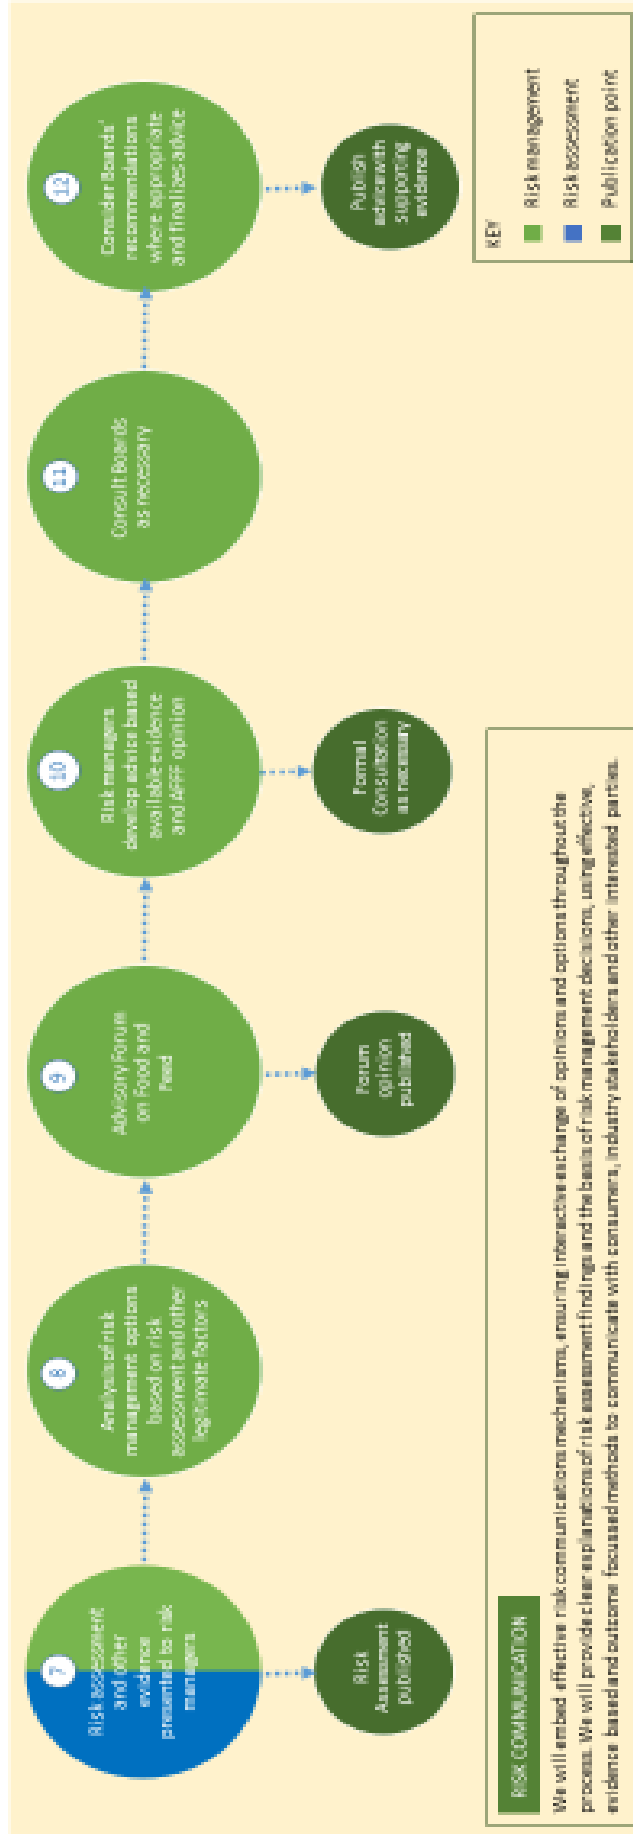 7
Risk assessment
and other
evidence
presented to risk
managers
8
Analysis of risk
management options
based on risk
assessment and other
legitimate factors
9
Advisory Forum
on Food and
Feed
10
Risk managers
develop advice based
available evidence
and AFFF opinion
11
Consult Boards
as necessary
12
Consider Boards'
recommendations
where appropriate
and finalizes advice
Risk
Assessment
published
Forum
opinion
published
Formal
Consultation
as necessary
Publish
advice with
supporting
evidence
RISK COMMUNICATION
We will embed effective risk communications mechanisms, ensuring interactive exchange of opinions and options throughout the
process. We will provide clear explanations of risk assessment findings and the basis of risk management decisions, using effective,
evidence based and outcome focussed methods to communicate with consumers, industry stakeholders and other interested parties.
KEY
Risk management
Risk assessment
Publication point